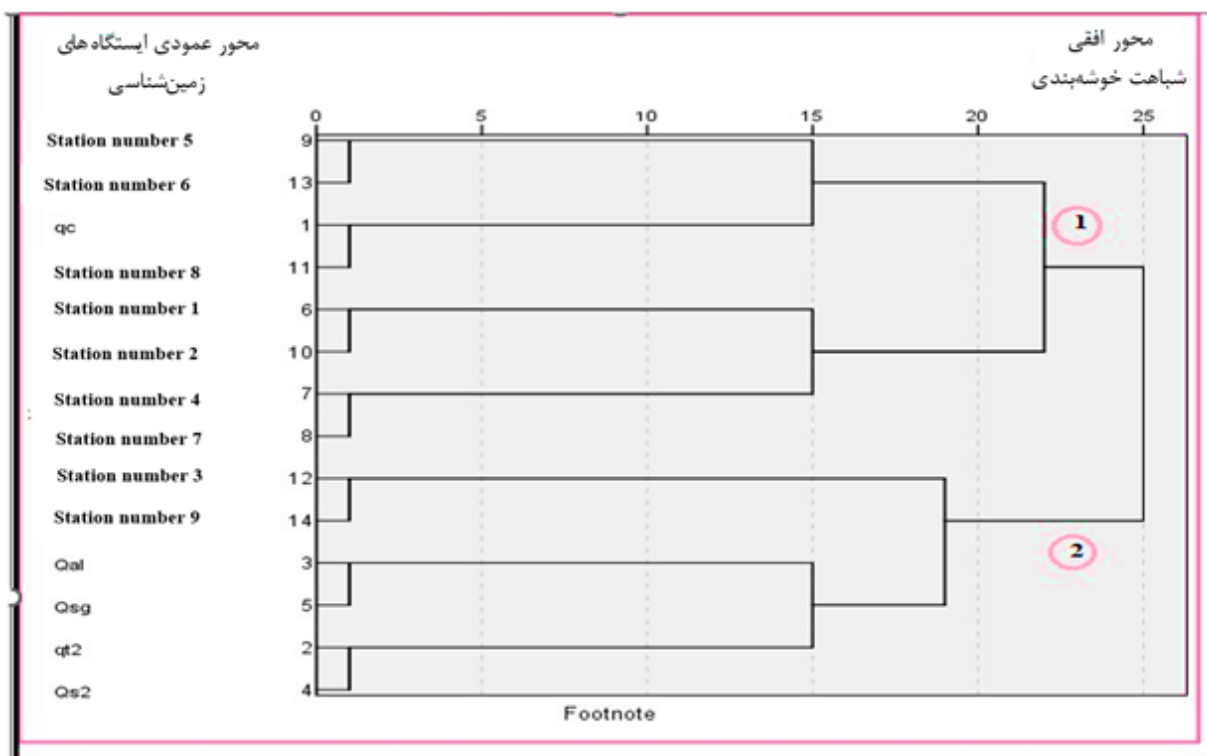 محور عمودی ایستگاه‌های
زمین‌شناسی
محور افقی
شباهت خوشه‌بندی
0 5 10 15 20 25
Station number 5 9
Station number 6 13
qc 1
Station number 8 11
Station number 1 6
Station number 2 10
Station number 4 7
Station number 7 8
Station number 3 12
Station number 9 14
Qal 3
Qsg 5
qt2 2
Qs2 4
1
2
Footnote